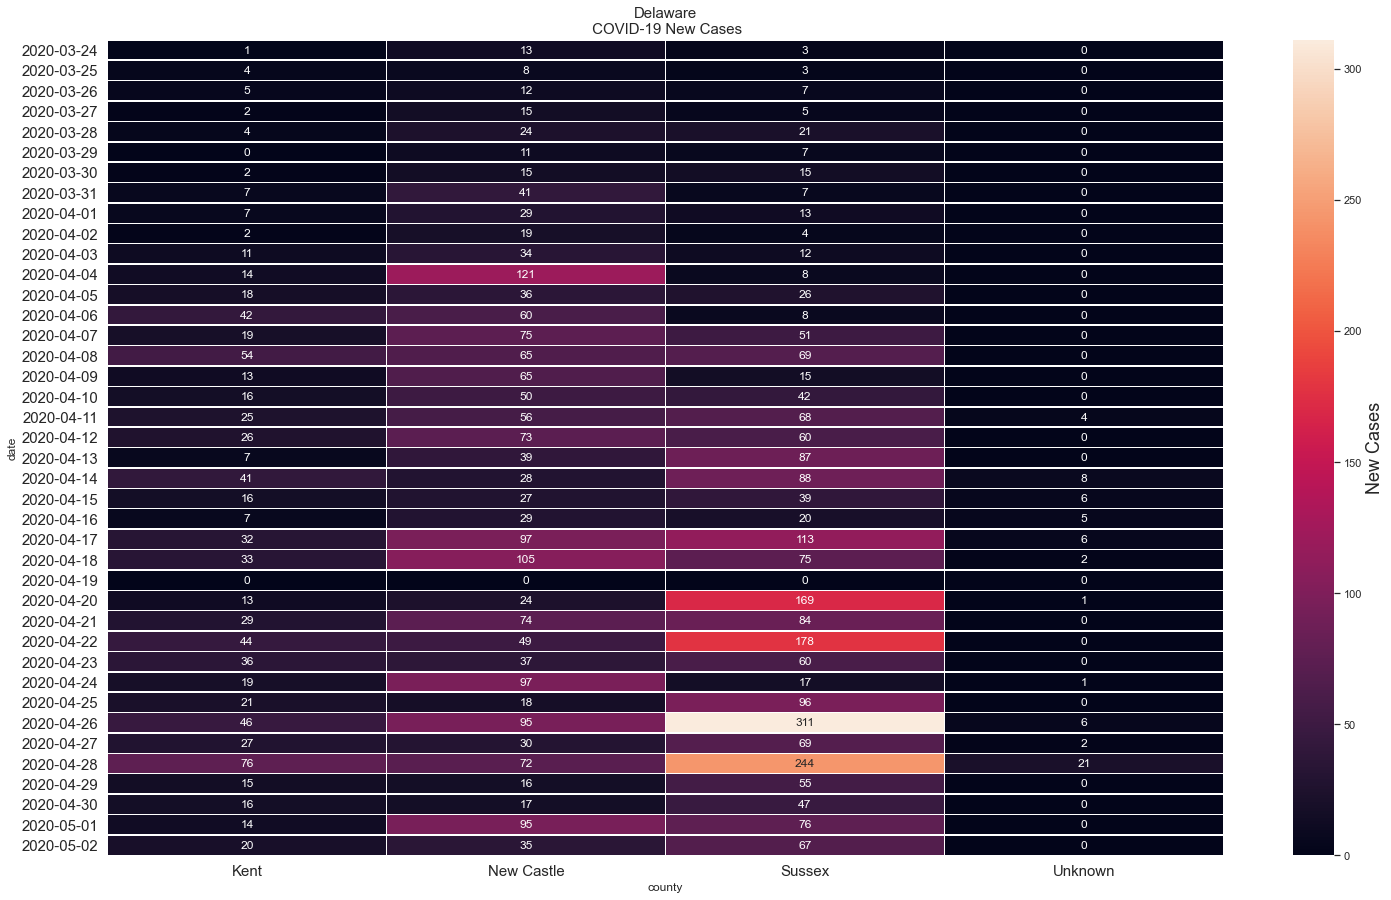 Delaware
COVID-19 New Cases
2020-03-24 1 13 3 0
2020-03-25 4 8 3 0
2020-03-26 5 12 7 0
2020-03-27 2 15 5 0
2020-03-28 4 24 21 0
2020-03-29 0 11 7 0
2020-03-30 2 15 15 0
2020-03-31 7 41 7 0
2020-04-01 7 29 13 0
2020-04-02 2 19 4 0
2020-04-03 11 34 12 0
2020-04-04 14 121 8 0
2020-04-05 18 36 26 0
2020-04-06 42 60 8 0
2020-04-07 19 75 51 0
2020-04-08 54 65 69 0
2020-04-09 13 65 15 0
2020-04-10 16 50 42 0
2020-04-11 25 56 68 4
2020-04-12 26 73 60 0
2020-04-13 7 39 87 0
2020-04-14 41 28 88 8
2020-04-15 16 27 39 6
2020-04-16 7 29 20 5
2020-04-17 32 97 113 6
2020-04-18 33 105 75 2
2020-04-19 0 0 0 0
2020-04-20 13 24 169 1
2020-04-21 29 74 84 0
2020-04-22 44 49 178 0
2020-04-23 36 37 60 0
2020-04-24 19 97 17 1
2020-04-25 21 18 96 0
2020-04-26 46 95 311 6
2020-04-27 27 30 69 2
2020-04-28 76 72 244 21
2020-04-29 15 16 55 0
2020-04-30 16 17 47 0
2020-05-01 14 95 76 0
2020-05-02 20 35 67 0
Kent New Castle Sussex Unknown
county
date
300
250
200
150
100
50
0
New Cases